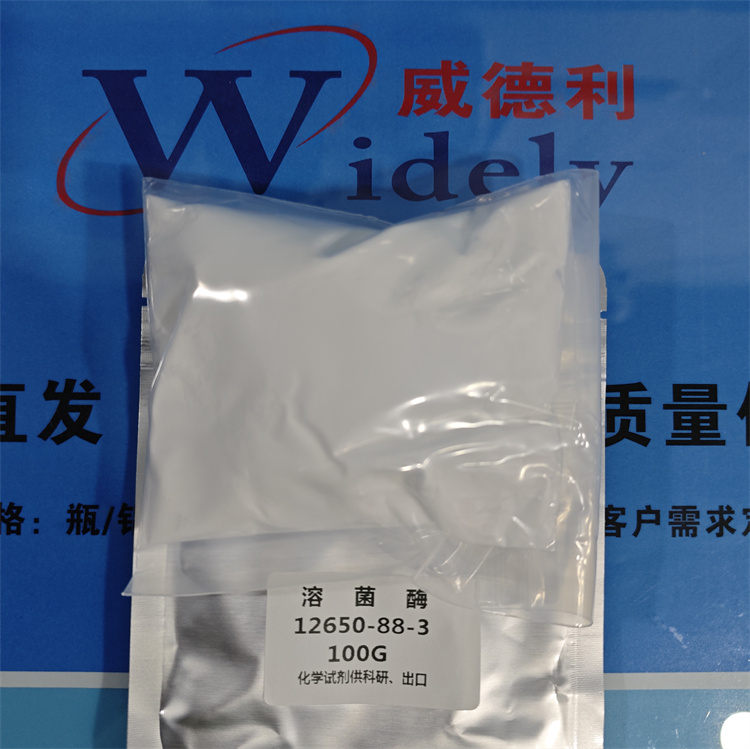 威德利
Widely
直发
质量
格：瓶/
客户需求
溶菌酶
12650-88-3
100G
化学试剂供科研、出口